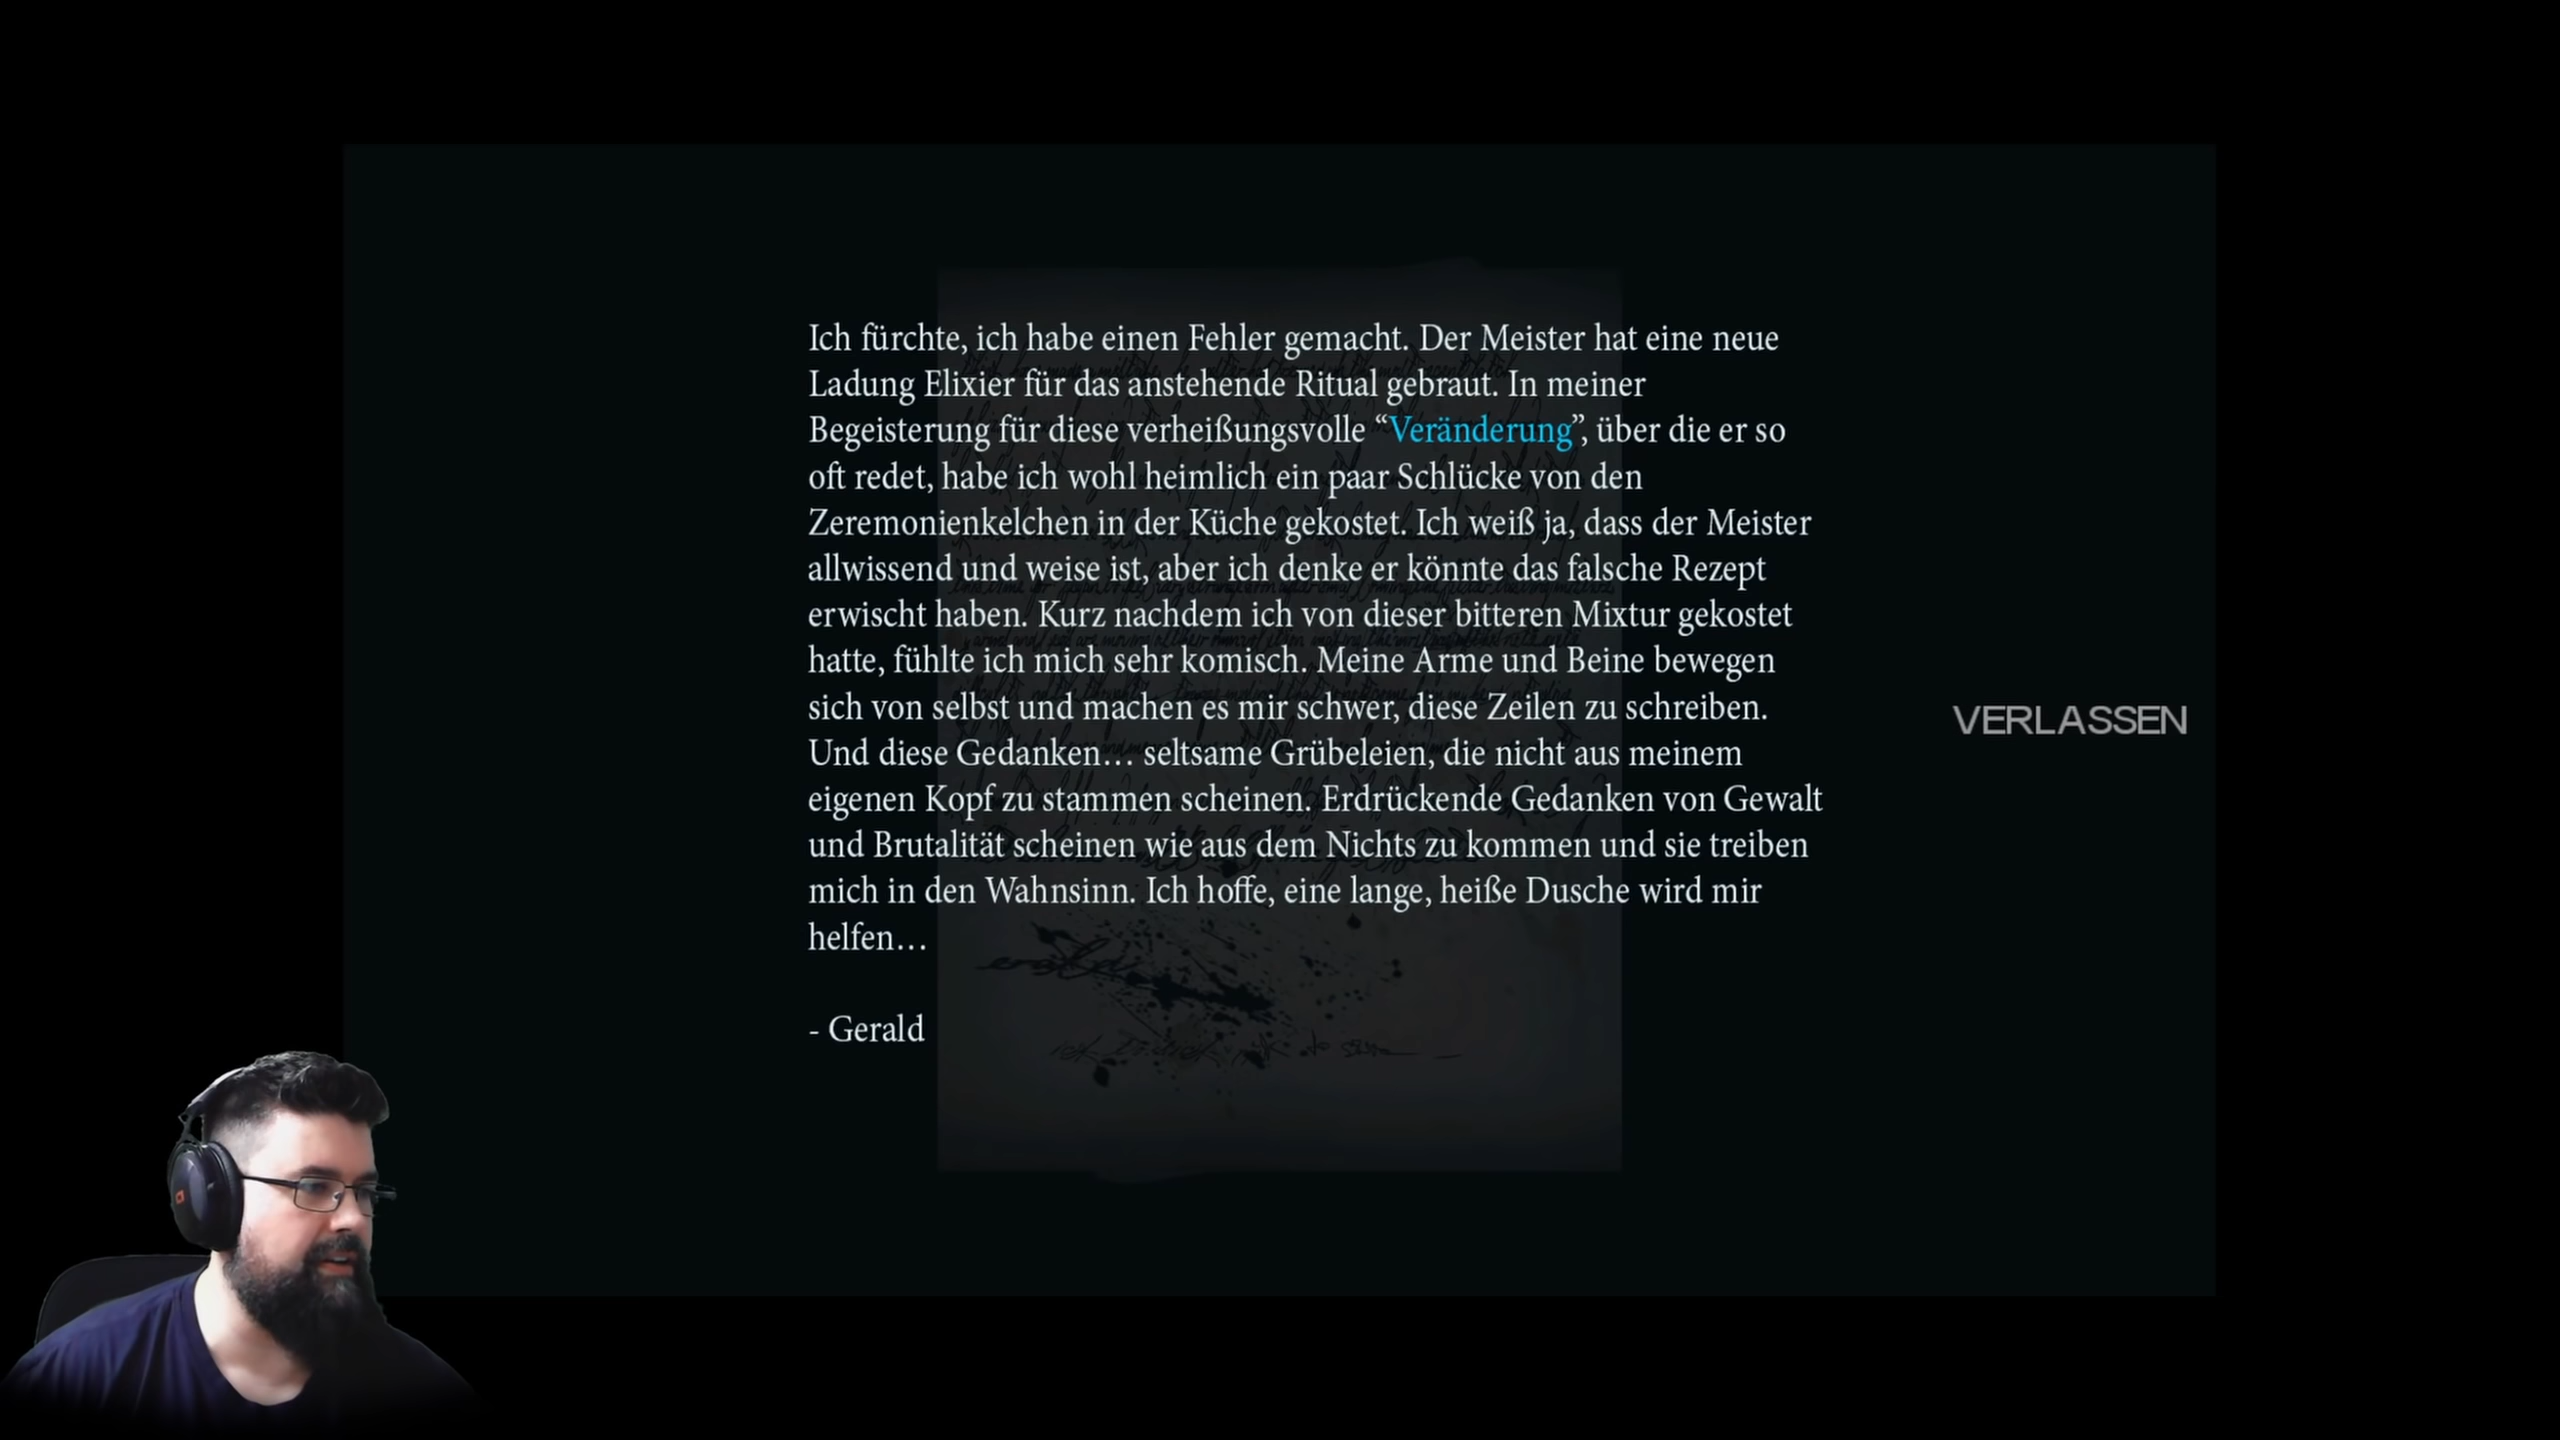 Ich fürchte, ich habe einen Fehler gemacht. Der Meister hat eine neue
Ladung Elixier für das anstehende Ritual gebraut. In meiner
Begeisterung für diese verheißungsvolle “Veränderung”, über die er so
oft redet, habe ich wohl heimlich ein paar Schlücke von den
Zeremonienkelchen in der Küche gekostet. Ich weiß ja, dass der Meister
allwissend und weise ist, aber ich denke er könnte das falsche Rezept
erwischt haben. Kurz nachdem ich von dieser bitteren Mixtur gekostet
hatte, fühlte ich mich sehr komisch. Meine Arme und Beine bewegen
sich von selbst und machen es mir schwer, diese Zeilen zu schreiben.
Und diese Gedanken… seltsame Grübeleien, die nicht aus meinem
eigenen Kopf zu stammen scheinen. Erdrückende Gedanken von Gewalt
und Brutalität scheinen wie aus dem Nichts zu kommen und sie treiben
mich in den Wahnsinn. Ich hoffe, eine lange, heiße Dusche wird mir
helfen…
- Gerald
VERLASSEN